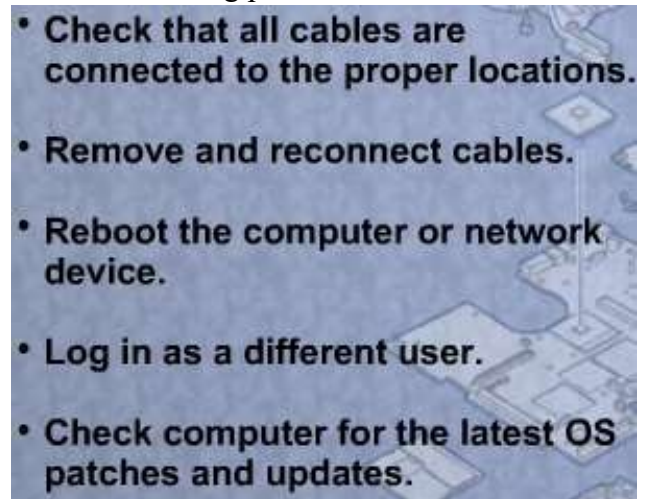 • Check that all cables are
connected to the proper locations.
• Remove and reconnect cables.
• Reboot the computer or network
device.
• Log in as a different user.
• Check computer for the latest OS
patches and updates.